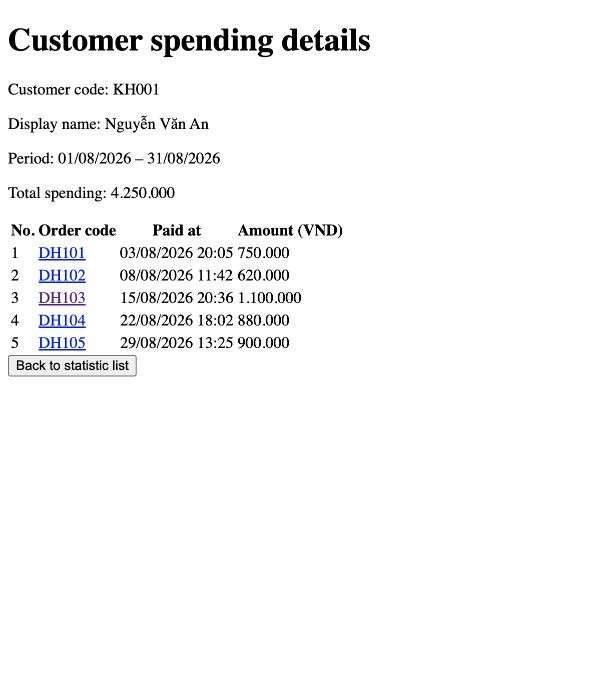 Customer spending details
Customer code: KH001
Display name: Nguyễn Văn An
Period: 01/08/2026 – 31/08/2026
Total spending: 4.250.000
No. Order code Paid at Amount (VND)
1 DH101 03/08/2026 20:05 750.000
2 DH102 08/08/2026 11:42 620.000
3 DH103 15/08/2026 20:36 1.100.000
4 DH104 22/08/2026 18:02 880.000
5 DH105 29/08/2026 13:25 900.000
Back to statistic list